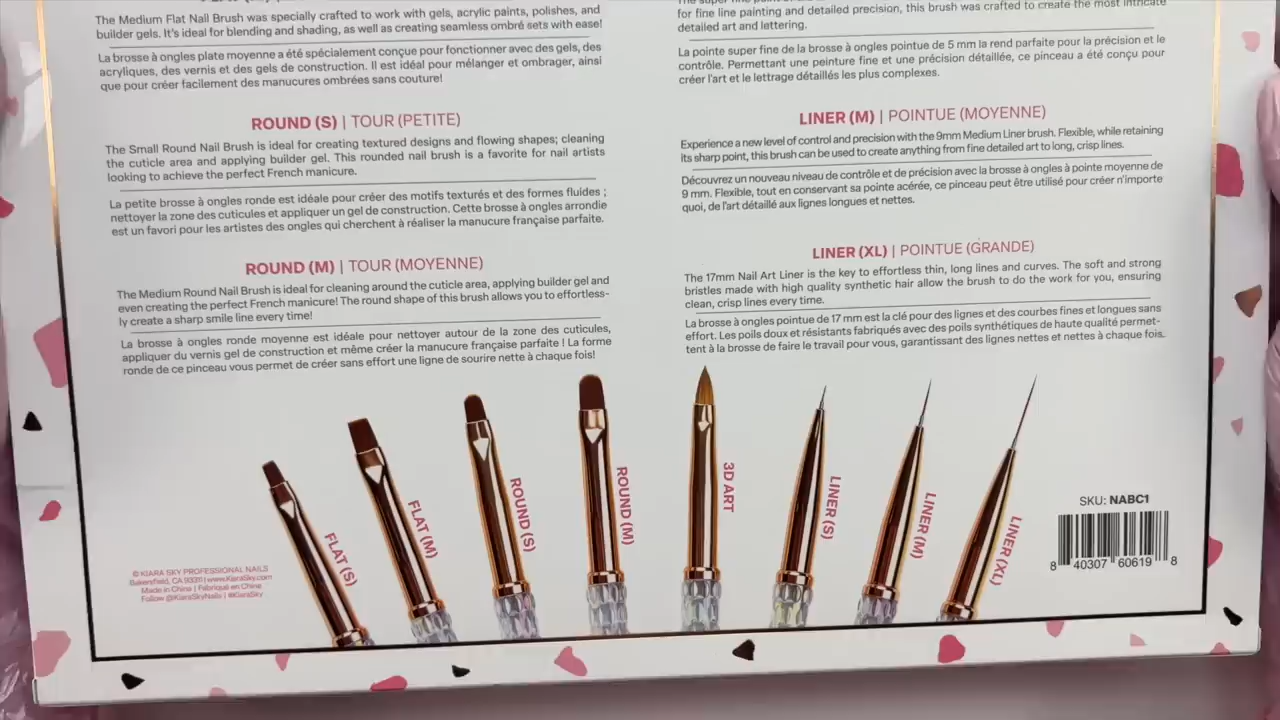 The Medium Flat Nail Brush was specially crafted to work with gels, acrylic paints, polishes, and
builder gels. It's ideal for blending and shading, as well as creating seamless ombré sets with ease!
La brosse à ongles plate moyenne a été spécialement conçue pour fonctionner avec des gels, des
acryliques, des vernis et des gels de construction. Il est idéal pour mélanger et ombrager, ainsi
que pour créer facilement des manucures ombrées sans couture!
ROUND (S) | TOUR (PETITE)
The Small Round Nail Brush is ideal for creating textured designs and flowing shapes; cleaning
the cuticle area and applying builder gel. This rounded nail brush is a favorite for nail artists
looking to achieve the perfect French manicure.
La petite brosse à ongles ronde est idéale pour créer des motifs texturés et des formes fluides ;
nettoyer la zone des cuticules et appliquer un gel de construction. Cette brosse à ongles arrondie
est un favori pour les artistes des ongles qui cherchent à réaliser la manucure française parfaite.
ROUND (M) | TOUR (MOYENNE)
The Medium Round Nail Brush is ideal for cleaning around the cuticle area, applying builder gel and
even creating the perfect French manicure! The round shape of this brush allows you to effortless-
ly create a sharp smile line every time!
La brosse à ongles ronde moyenne est idéale pour nettoyer autour de la zone des cuticules,
appliquer du vernis gel de construction et même créer la manucure française parfaite ! La forme
ronde de ce pinceau vous permet de créer sans effort une ligne de sourire nette à chaque fois!
for fine line painting and detailed precision, this brush was crafted to create the most intricate
detailed art and lettering.
La pointe super fine de la brosse à ongles pointue de 5 mm la rend parfaite pour la précision et le
contrôle. Permettant une peinture fine et une précision détaillée, ce pinceau a été conçu pour
créer l'art et le lettrage détaillés les plus complexes.
LINER (M) | POINTUE (MOYENNE)
Experience a new level of control and precision with the 9mm Medium Liner brush. Flexible, while retaining
its sharp point, this brush can be used to create anything from fine detailed art to long, crisp lines.
Découvrez un nouveau niveau de contrôle et de précision avec la brosse à ongles à pointe moyenne de
9 mm. Flexible, tout en conservant sa pointe acérée, ce pinceau peut être utilisé pour créer n'importe
quoi, de l'art détaillé aux lignes longues et nettes.
LINER (XL) | POINTUE (GRANDE)
The 17mm Nail Art Liner is the key to effortless thin, long lines and curves. The soft and strong
bristles made with high quality synthetic hair allow the brush to do the work for you, ensuring
clean, crisp lines every time.
La brosse à ongles pointue de 17 mm est la clé pour des lignes et des courbes fines et longues sans
effort. Les poils doux et résistants fabriqués avec des poils synthétiques de haute qualité permet-
tent à la brosse de faire le travail pour vous, garantissant des lignes nettes et nettes à chaque fois.
FLAT (S)
FLAT (M)
ROUND (S)
ROUND (M)
3D ART
LINER (S)
LINER (M)
LINER (XL)
SKU: NABC1
8 40307 60619 8
© KIARA SKY PROFESSIONAL NAILS
Bakersfield, CA 93311 | www.KiaraSky.com
Made in China | Fabriqué en Chine
Follow @KiaraSkyNails | #KiaraSky